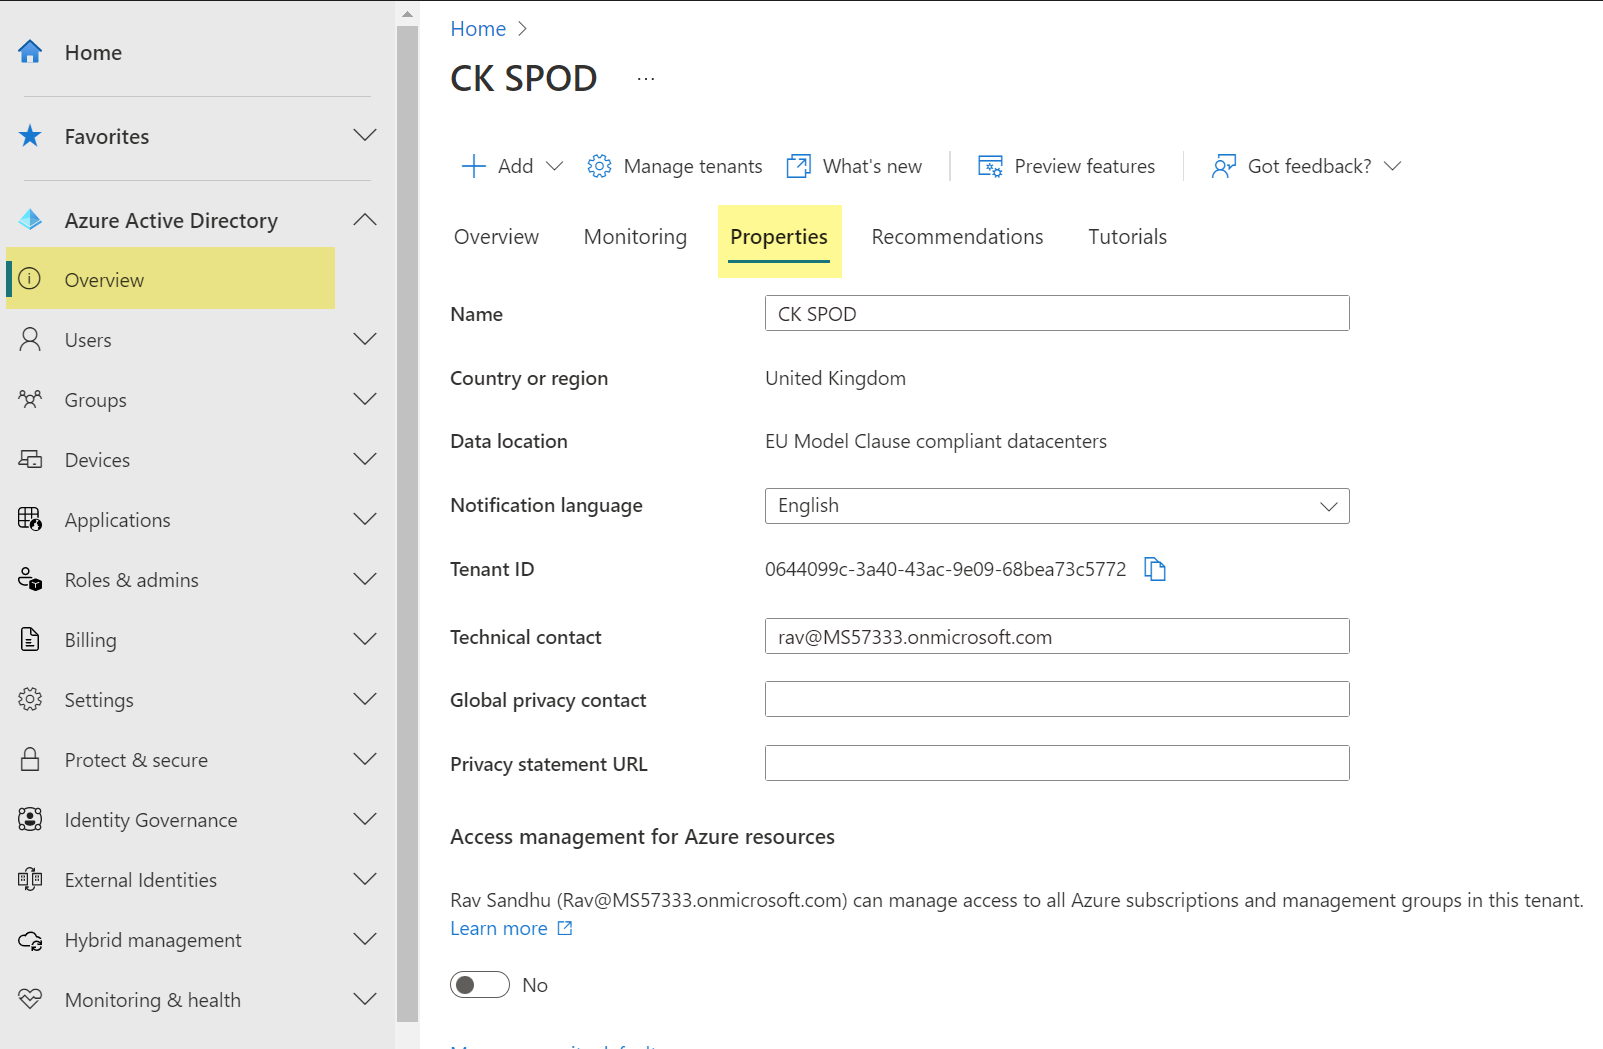 Home
Favorites
Azure Active Directory
Overview
Users
Groups
Devices
Applications
Roles & admins
Billing
Settings
Protect & secure
Identity Governance
External Identities
Hybrid management
Monitoring & health
Home
CK SPOD ...
Add Manage tenants What's new Preview features Got feedback?
Overview Monitoring Properties Recommendations Tutorials
Name CK SPOD
Country or region United Kingdom
Data location EU Model Clause compliant datacenters
Notification language English
Tenant ID 0644099c-3a40-43ac-9e09-68bea73c5772
Technical contact rav@MS57333.onmicrosoft.com
Global privacy contact
Privacy statement URL
Access management for Azure resources
Rav Sandhu (Rav@MS57333.onmicrosoft.com) can manage access to all Azure subscriptions and management groups in this tenant.
Learn more
No